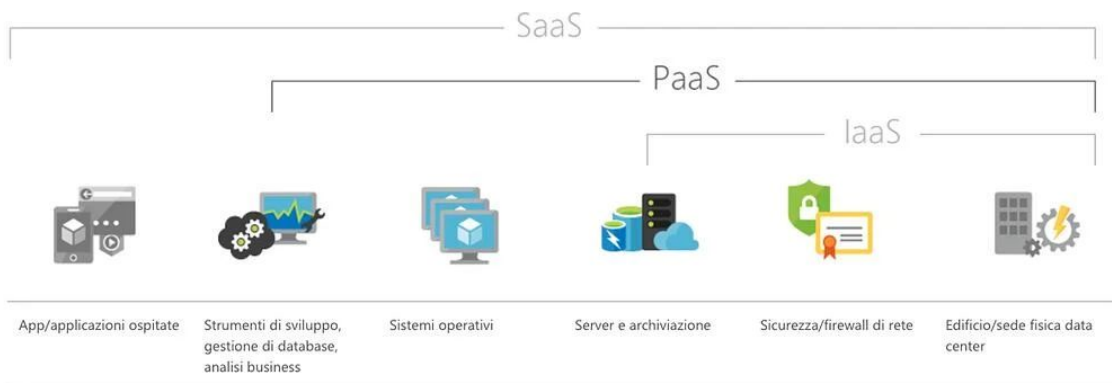 SaaS
PaaS
IaaS
App/applicazioni ospitate
Strumenti di sviluppo,
gestione di database,
analisi business
Sistemi operativi
Server e archiviazione
Sicurezza/firewall di rete
Edificio/sede fisica data
center